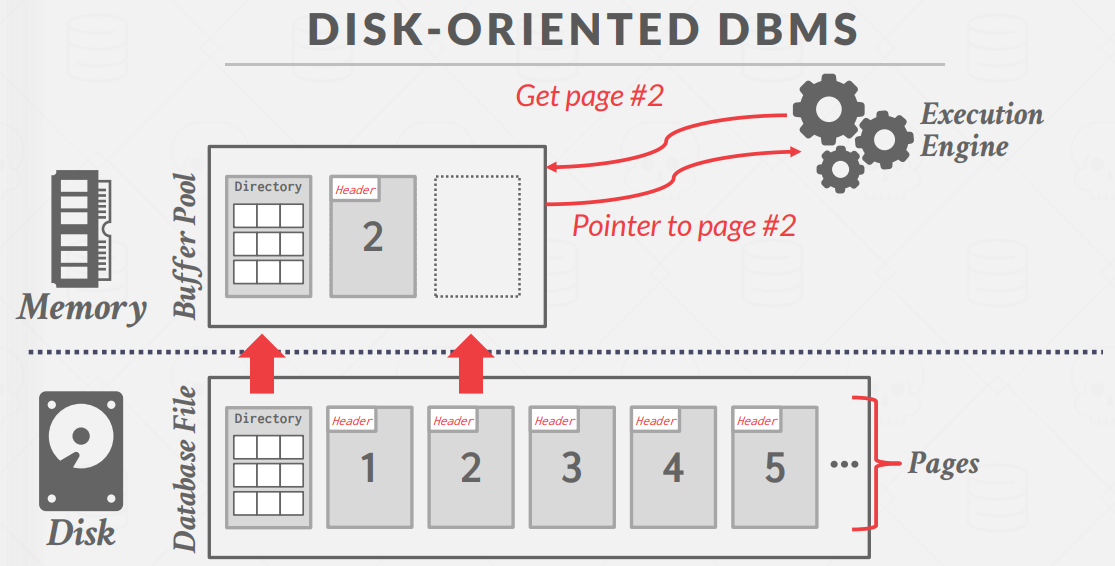 DISK-ORIENTED DBMS
Get page #2
Execution
Engine
Directory
Header
2
Buffer Pool
Memory
Pointer to page #2
Directory
Header
1
Header
2
Header
3
Header
4
Header
5
...
Pages
Database File
Disk